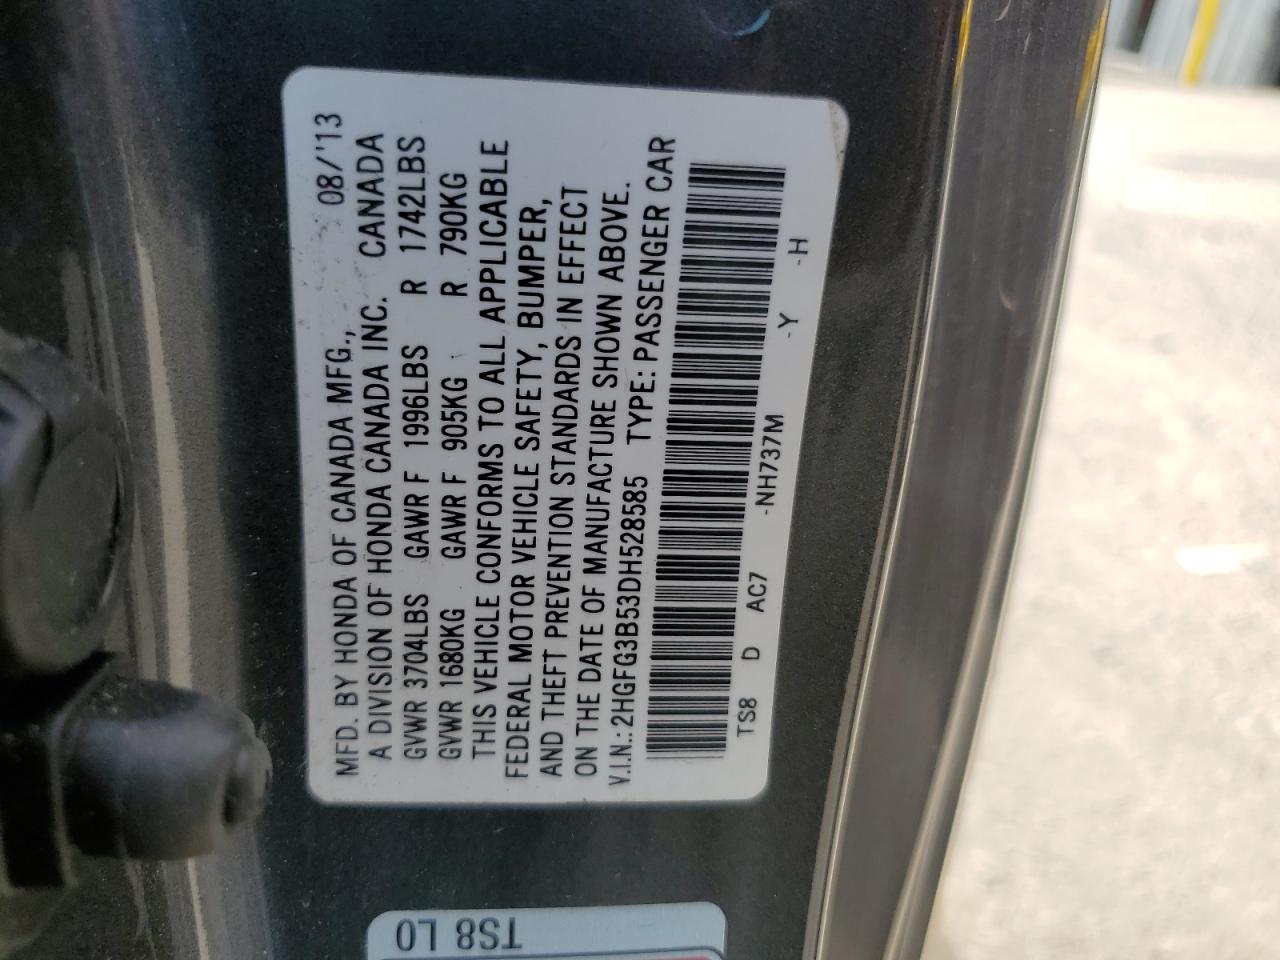 MFD. BY HONDA OF CANADA MFG., 08/'13
A DIVISION OF HONDA CANADA INC. CANADA
GVWR 3704LBS GAWR F 1996LBS R 1742LBS
GVWR 1680KG GAWR F 905KG R 790KG
THIS VEHICLE CONFORMS TO ALL APPLICABLE
FEDERAL MOTOR VEHICLE SAFETY, BUMPER,
AND THEFT PREVENTION STANDARDS IN EFFECT
ON THE DATE OF MANUFACTURE SHOWN ABOVE.
V.I.N.: 2HGFG3B53DH528585 TYPE: PASSENGER CAR
TS8 D AC7 -NH737M -Y -H
TS8 L0